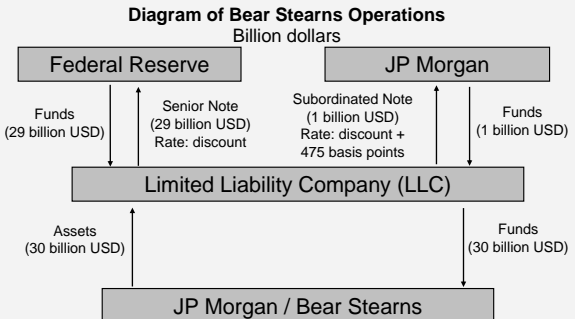 Diagram of Bear Stearns Operations
Billion dollars
Federal Reserve
JP Morgan
Funds
(29 billion USD)
Senior Note
(29 billion USD)
Rate: discount
Subordinated Note
(1 billion USD)
Rate: discount +
475 basis points
Funds
(1 billion USD)
Limited Liability Company (LLC)
Assets
(30 billion USD)
Funds
(30 billion USD)
JP Morgan / Bear Stearns